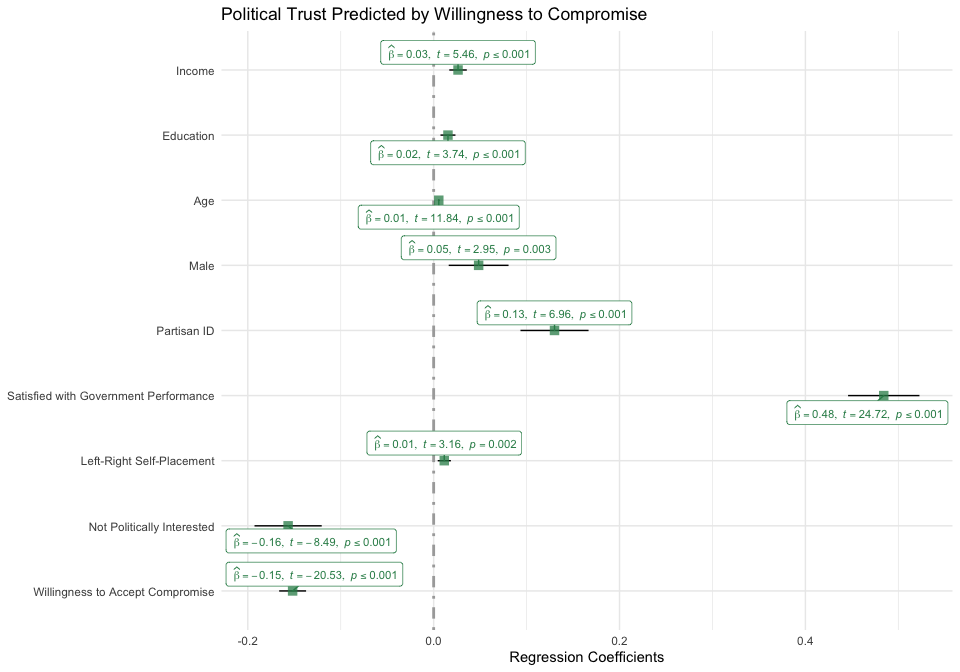 Political Trust Predicted by Willingness to Compromise
β̂ = 0.03, t = 5.46, p ≤ 0.001
Income
Education
β̂ = 0.02, t = 3.74, p ≤ 0.001
Age
β̂ = 0.01, t = 11.84, p ≤ 0.001
β̂ = 0.05, t = 2.95, p = 0.003
Male
β̂ = 0.13, t = 6.96, p ≤ 0.001
Partisan ID
Satisfied with Government Performance
β̂ = 0.48, t = 24.72, p ≤ 0.001
β̂ = 0.01, t = 3.16, p = 0.002
Left-Right Self-Placement
Not Politically Interested
β̂ = −0.16, t = −8.49, p ≤ 0.001
β̂ = −0.15, t = −20.53, p ≤ 0.001
Willingness to Accept Compromise
-0.2 0.0 0.2 0.4
Regression Coefficients